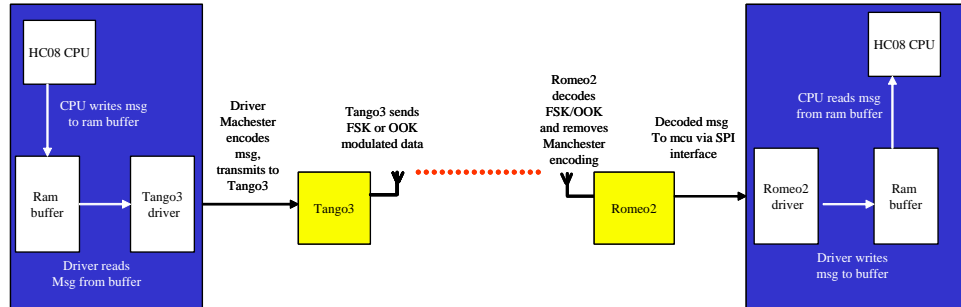 HC08 CPU
CPU writes msg
to ram buffer
Ram
buffer
Tango3
driver
Driver reads
Msg from buffer
Driver
Machester
encodes
msg,
transmits to
Tango3
Tango3 sends
FSK or OOK
modulated data
Tango3
Romeo2
decodes
FSK/OOK
and removes
Manchester
encoding
Romeo2
Decoded msg
To mcu via SPI
interface
HC08 CPU
CPU reads msg
from ram buffer
Romeo2
driver
Ram
buffer
Driver writes
msg to buffer